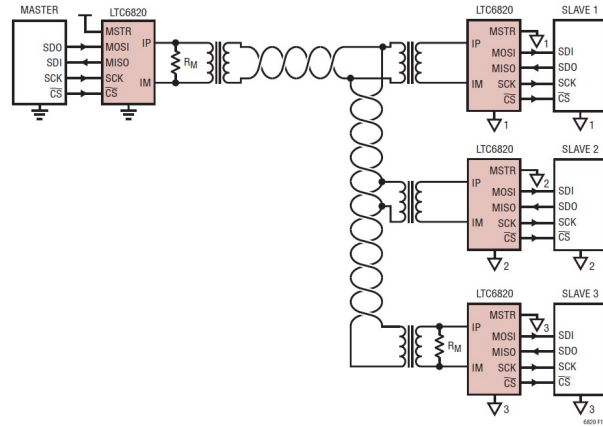 MASTER
LTC6820
LTC6820
SLAVE 1
MSTR
SDO
MOSI
IP
SDI
MISO
SCK
SCK
CS
CS
IM
RM
IP
MSTR
1
MOSI
SDI
MISO
SDO
IM
SCK
SCK
CS
CS
1
1
LTC6820
SLAVE 2
IP
MSTR
2
MOSI
SDI
MISO
SDO
IM
SCK
SCK
CS
CS
2
2
LTC6820
SLAVE 3
IP
MSTR
3
MOSI
SDI
RM
MISO
SDO
IM
SCK
SCK
CS
CS
3
3